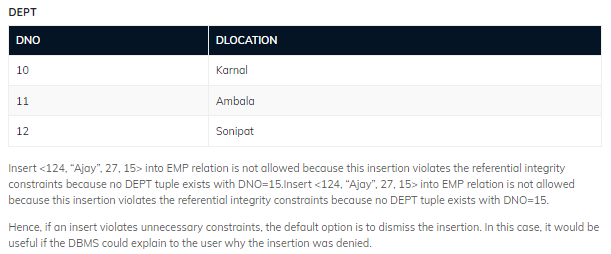 DEPT
DNO DLOCATION
10 Karnal
11 Ambala
12 Sonipat
Insert <124, “Ajay”, 27, 15> into EMP relation is not allowed because this insertion violates the referential integrity
constraints because no DEPT tuple exists with DNO=15.Insert <124, “Ajay”, 27, 15> into EMP relation is not allowed
because this insertion violates the referential integrity constraints because no DEPT tuple exists with DNO=15.
Hence, if an insert violates unnecessary constraints, the default option is to dismiss the insertion. In this case, it would be
useful if the DBMS could explain to the user why the insertion was denied.